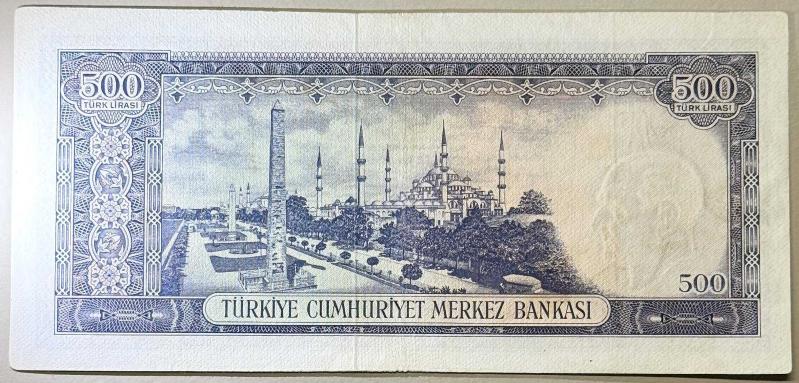 500
TÜRK LİRASI
500
TÜRK LİRASI
500
TÜRKİYE CUMHURİYET MERKEZ BANKASI